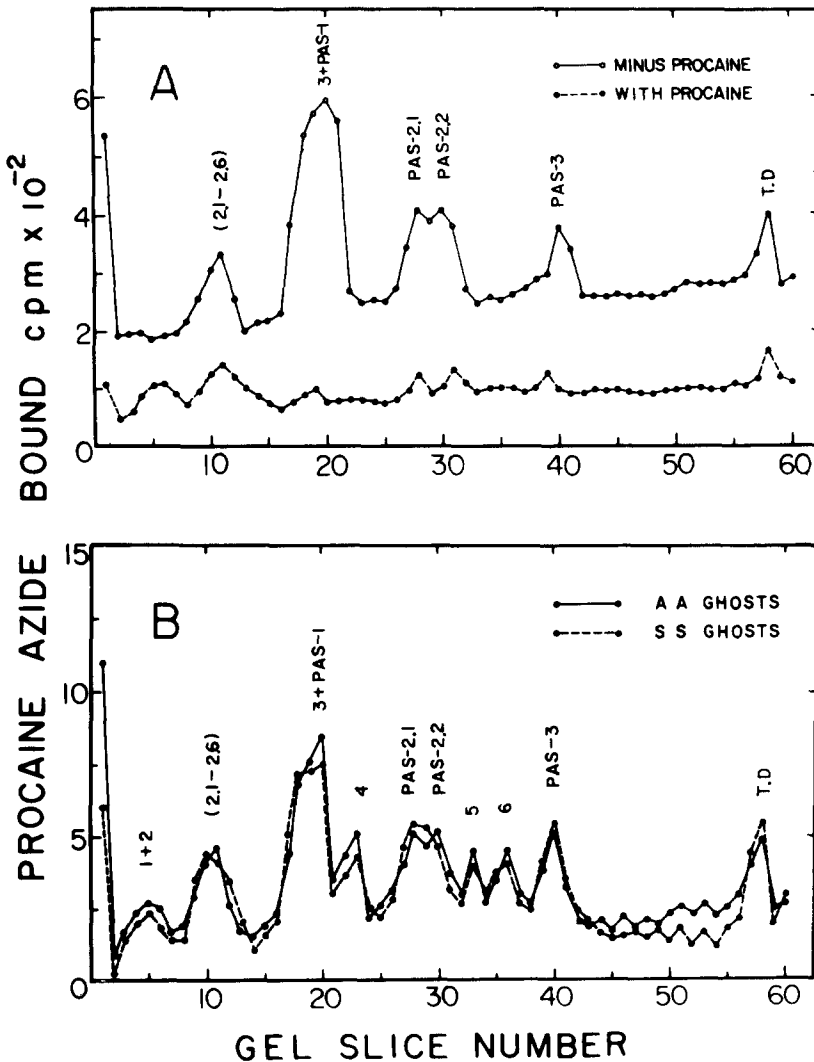 A
MINUS PROCAINE
WITH PROCAINE
(2,1-2,6)
3+PAS-1
PAS-2,1
PAS-2,2
PAS-3
T.D
6
4
2
0
10
20
30
40
50
60
B
A A GHOSTS
S S GHOSTS
1+2
(2,1-2,6)
3+PAS-1
4
PAS-2,1
PAS-2,2
5
6
PAS-3
T.D
15
10
5
0
10
20
30
40
50
60
PROCAINE AZIDE BOUND cpm x 10⁻²
GEL SLICE NUMBER